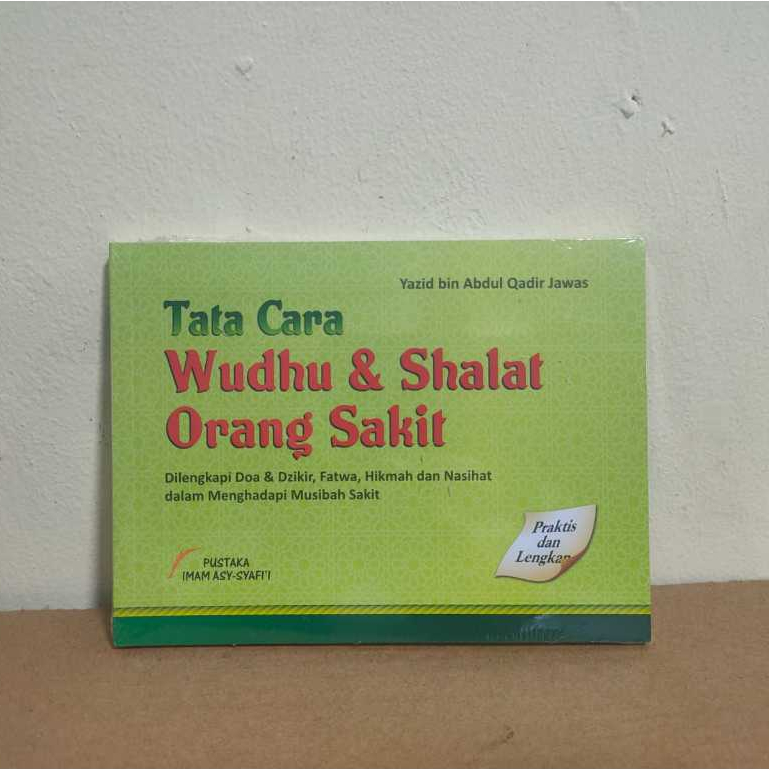 Yazid bin Abdul Qadir Jawas
Tata Cara
Wudhu & Shalat
Orang Sakit
Dilengkapi Doa & Dzikir, Fatwa, Hikmah dan Nasihat
dalam Menghadapi Musibah Sakit
Praktis
dan
Lengkap
PUSTAKA
IMAM ASY-SYAFI'I